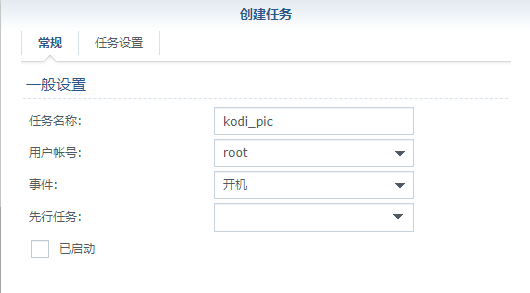 创建任务
常规 任务设置
一般设置
任务名称: kodi_pic
用户帐号: root
事件: 开机
先行任务:
已启动